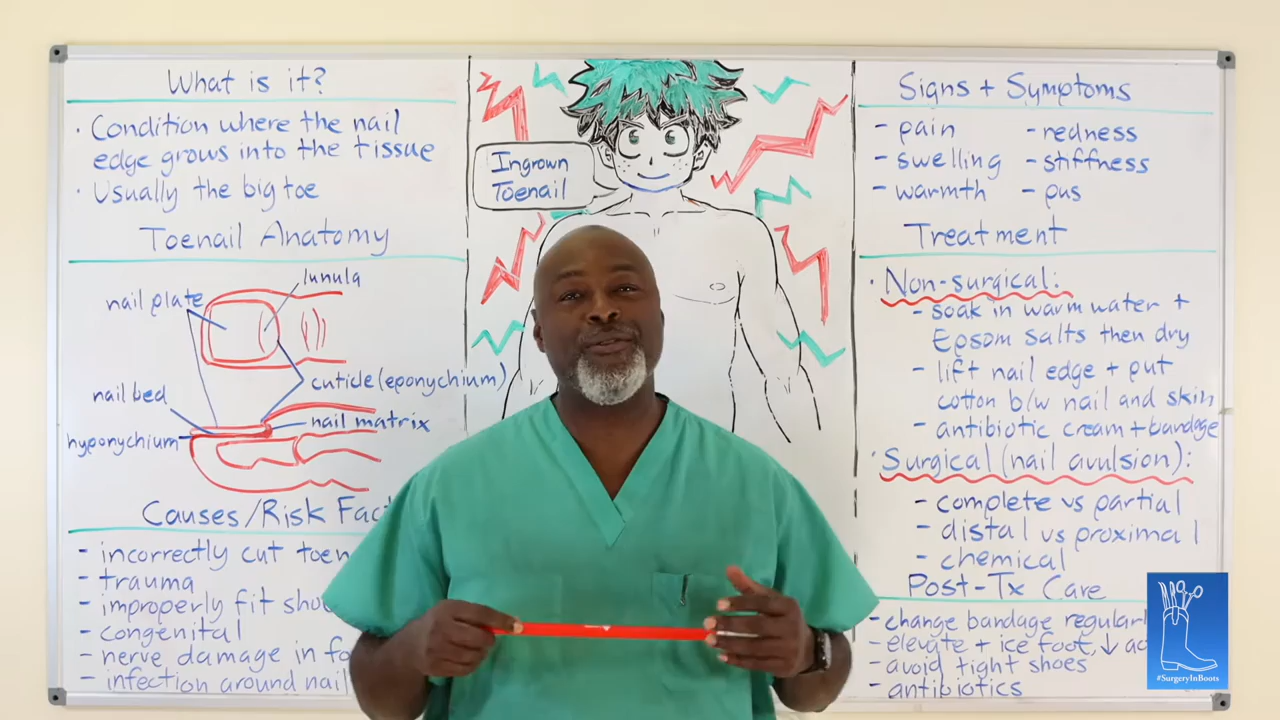 What is it?
· Condition where the nail
edge grows into the tissue
· Usually the big toe
Toenail Anatomy
lunula
nail plate
cuticle (eponychium)
nail bed
nail matrix
hyponychium
Causes/Risk Fac
- incorrectly cut toen
- trauma
- improperly fit sho
- congenital
- nerve damage in fo
- infection around nail
Ingrown
Toenail
Signs + Symptoms
- pain - redness
- swelling - stiffness
- warmth - pus
Treatment
· Non-surgical:
- soak in warm water +
Epsom salts then dry
- lift nail edge + put
cotton b/w nail and skin
- antibiotic cream + bandage
· Surgical (nail avulsion):
- complete vs partial
- distal vs proximal
- chemical
Post-Tx Care
- change bandage regularl
- elevate + ice foot, ↓ ac
- avoid tight shoes
- antibiotics
#SurgeryInBoots